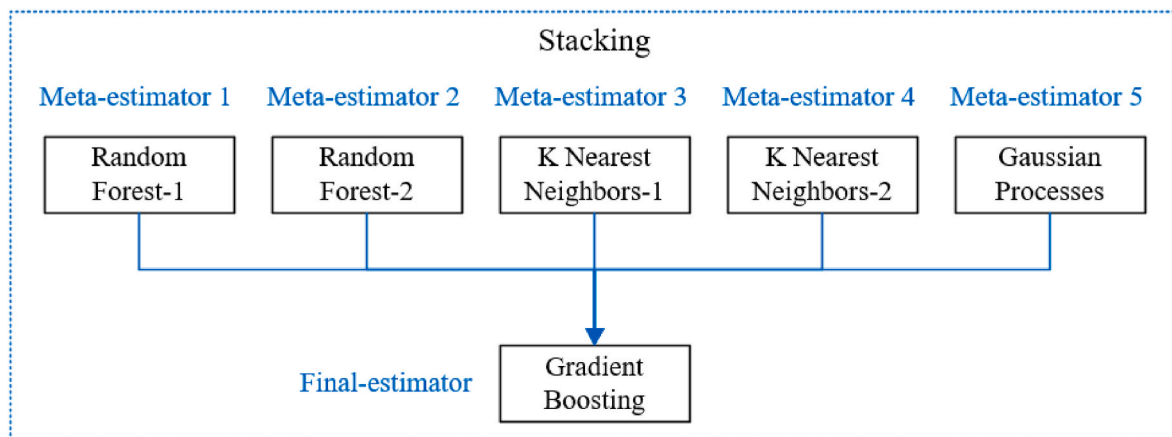 Stacking
Meta-estimator 1
Meta-estimator 2
Meta-estimator 3
Meta-estimator 4
Meta-estimator 5
Random
Forest-1
Random
Forest-2
K Nearest
Neighbors-1
K Nearest
Neighbors-2
Gaussian
Processes
Final-estimator
Gradient
Boosting